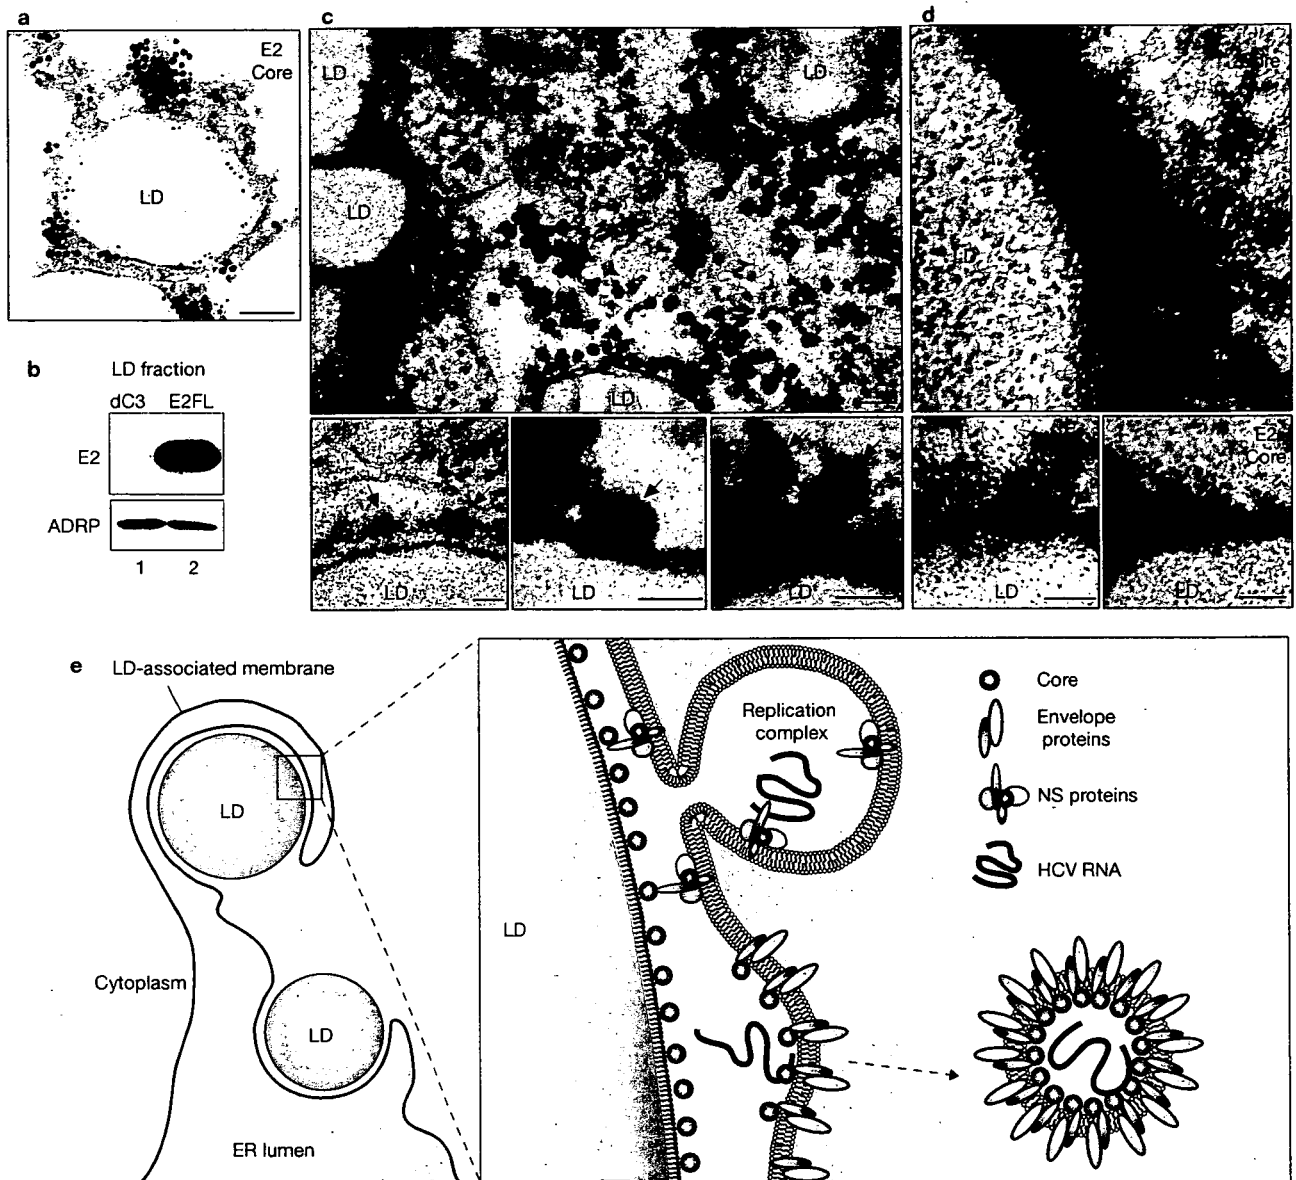 a
E2
Core
LD
b
LD fraction
dC3 E2FL
E2
ADRP
1 2
c
LD
LD
LD
LD
LD
LD
LD
d
LD
LD
E2
Core
LD
e
LD-associated membrane
LD
Cytoplasm
LD
ER lumen
Replication
complex
LD
Core
Envelope
proteins
NS proteins
HCV RNA